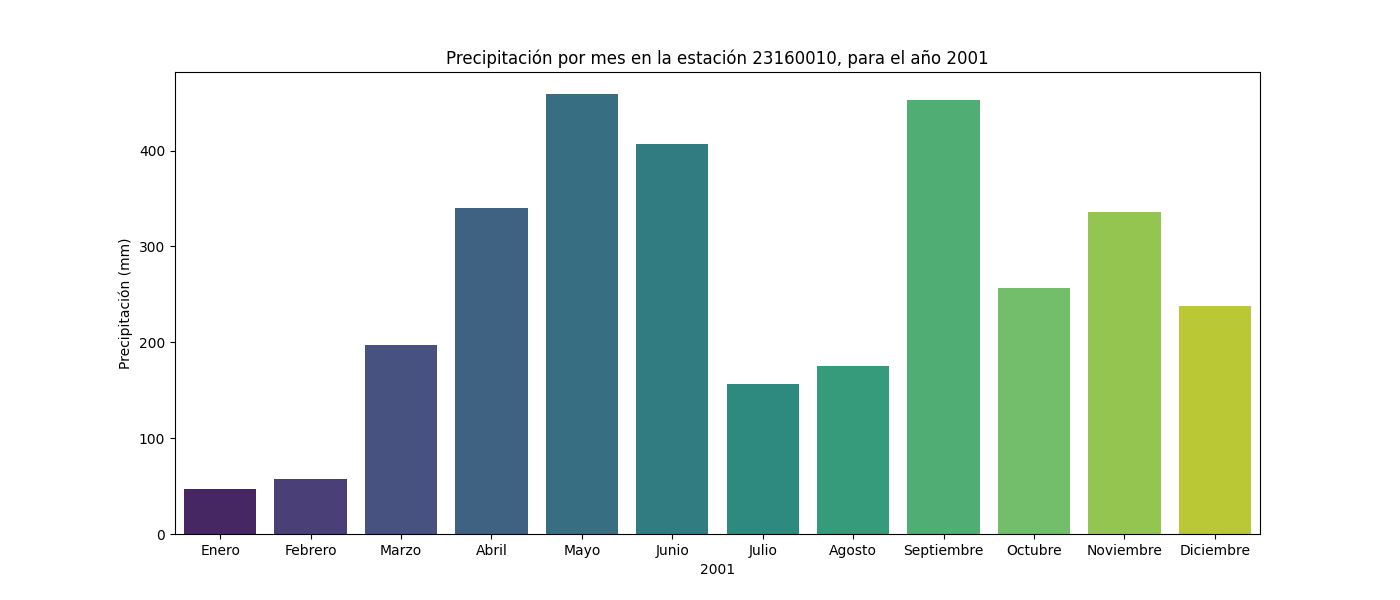 Precipitación por mes en la estación 23160010, para el año 2001
Precipitación (mm)
400
300
200
100
0
Enero Febrero Marzo Abril Mayo Junio Julio Agosto Septiembre Octubre Noviembre Diciembre
2001